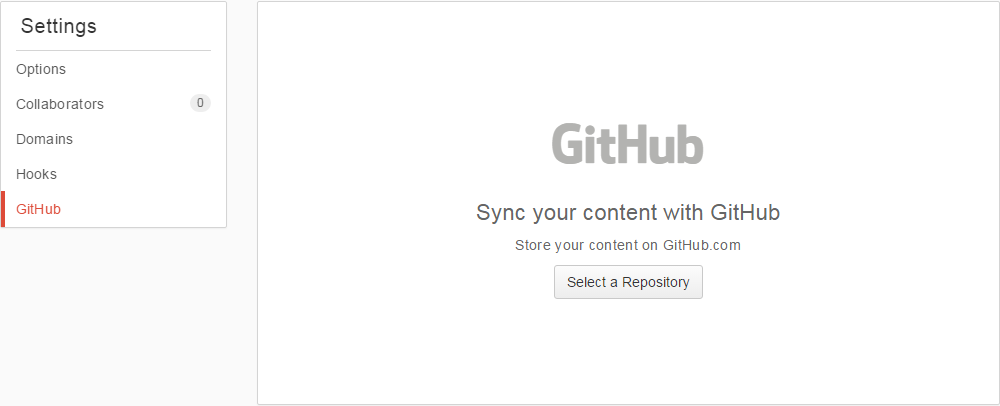 Settings
Options
Collaborators 0
Domains
Hooks
GitHub
GitHub
Sync your content with GitHub
Store your content on GitHub.com
Select a Repository